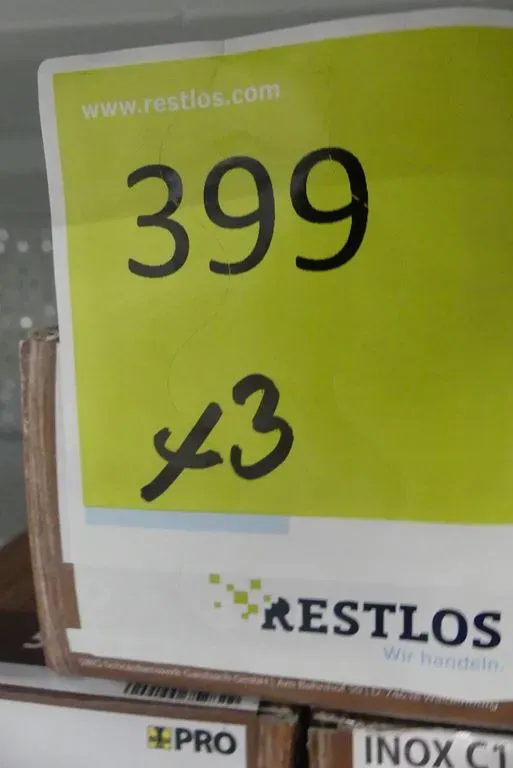 www.restlos.com
399
x3
RESTLOS
Wir handeln.
PRO
INOX C1